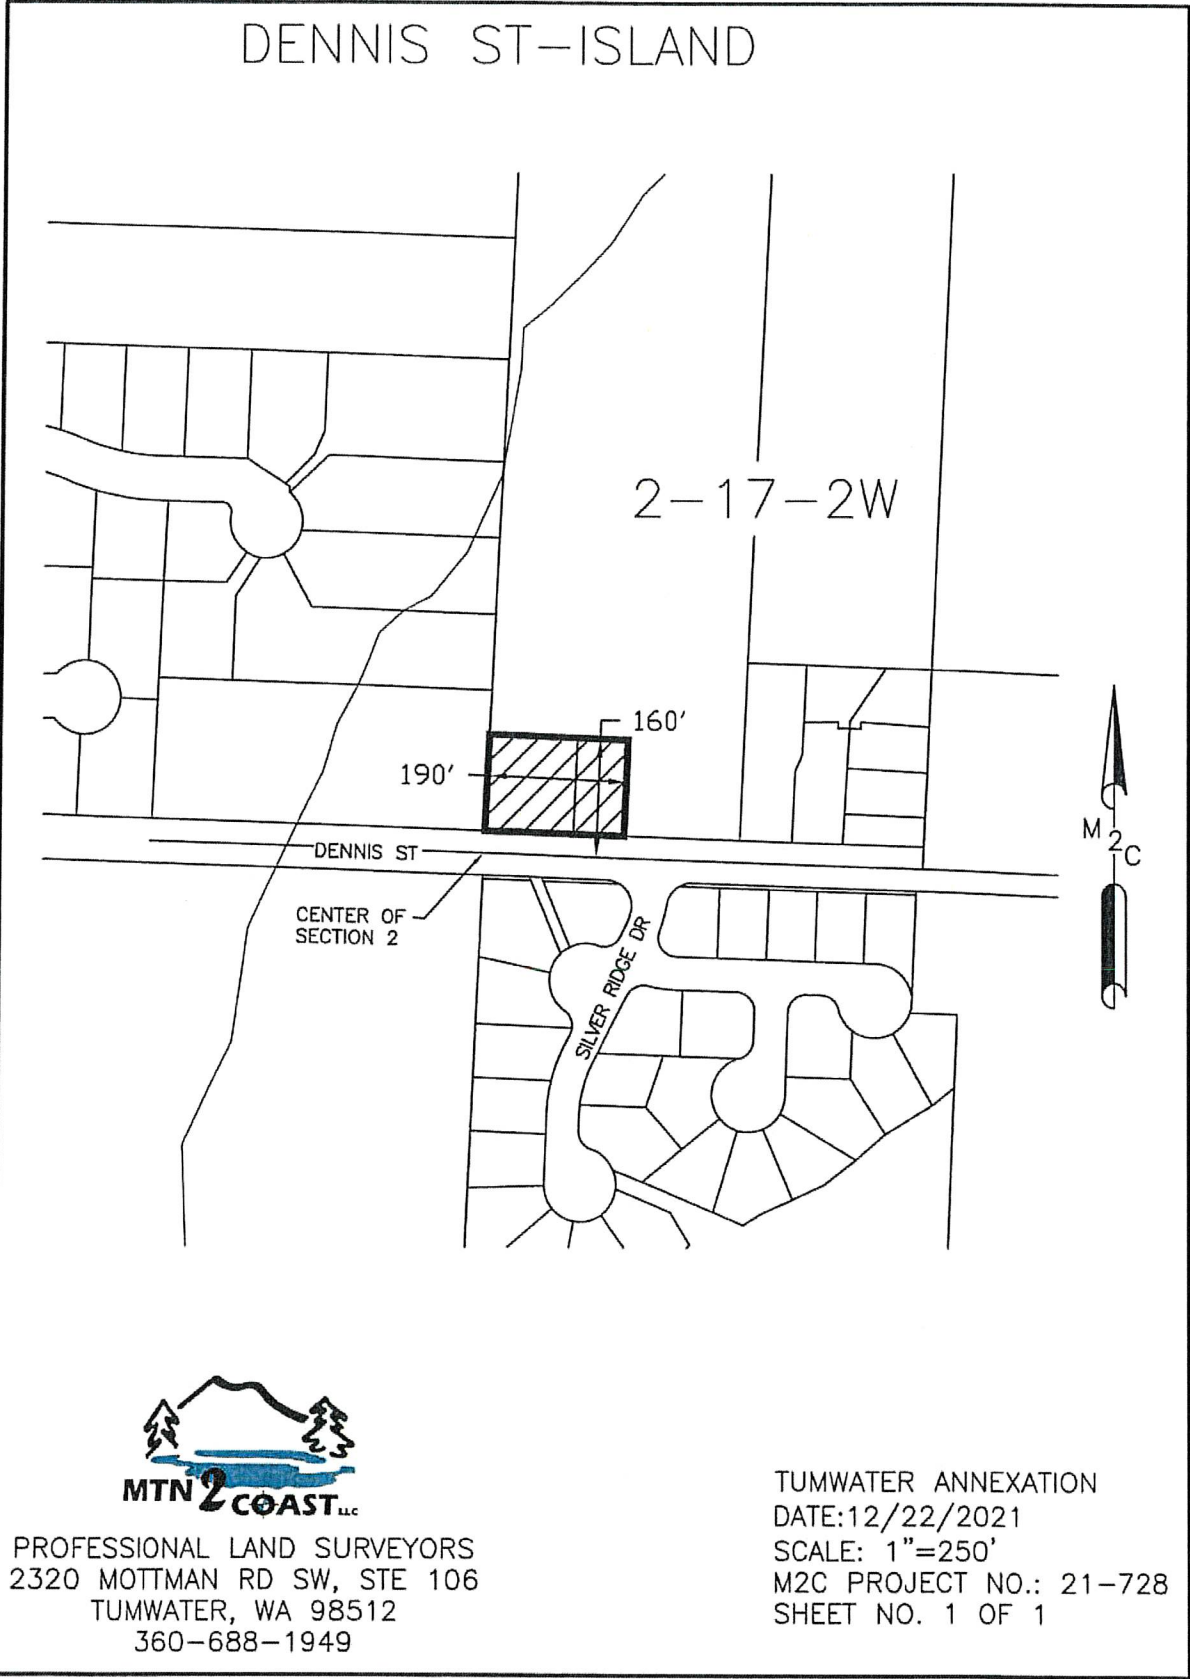 DENNIS ST-ISLAND
2-17-2W
160'
190'
DENNIS ST
CENTER OF
SECTION 2
SILVER RIDGE DR
M2C
MTN 2 COAST LLC
PROFESSIONAL LAND SURVEYORS
2320 MOTTMAN RD SW, STE 106
TUMWATER, WA 98512
360-688-1949
TUMWATER ANNEXATION
DATE:12/22/2021
SCALE: 1"=250'
M2C PROJECT NO.: 21-728
SHEET NO. 1 OF 1